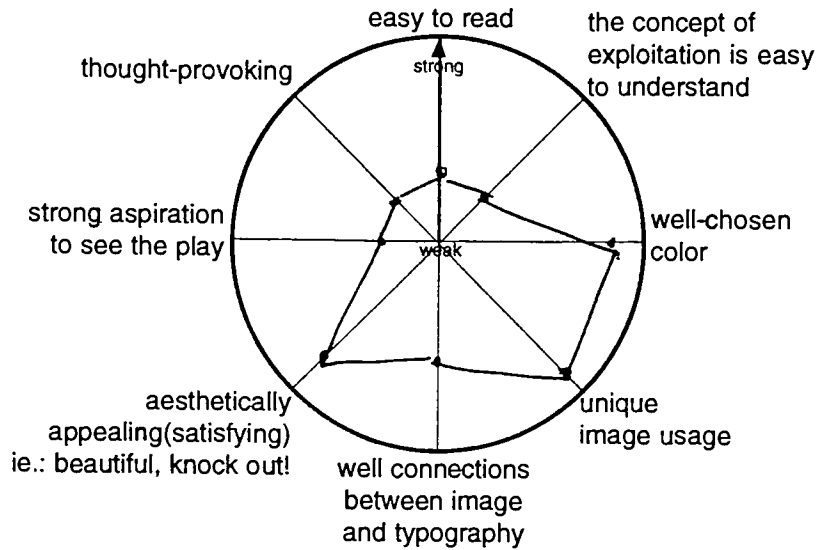 easy to read
strong
the concept of
exploitation is easy
to understand
thought-provoking
strong aspiration
to see the play
weak
well-chosen
color
aesthetically
appealing(satisfying)
ie.: beautiful, knock out!
well connections
between image
and typography
unique
image usage